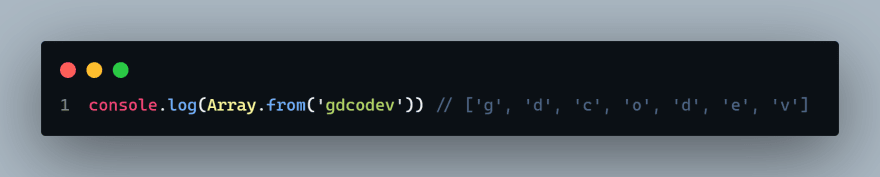 1 console.log(Array.from('gdcodev')) // ['g', 'd', 'c', 'o', 'd', 'e', 'v']